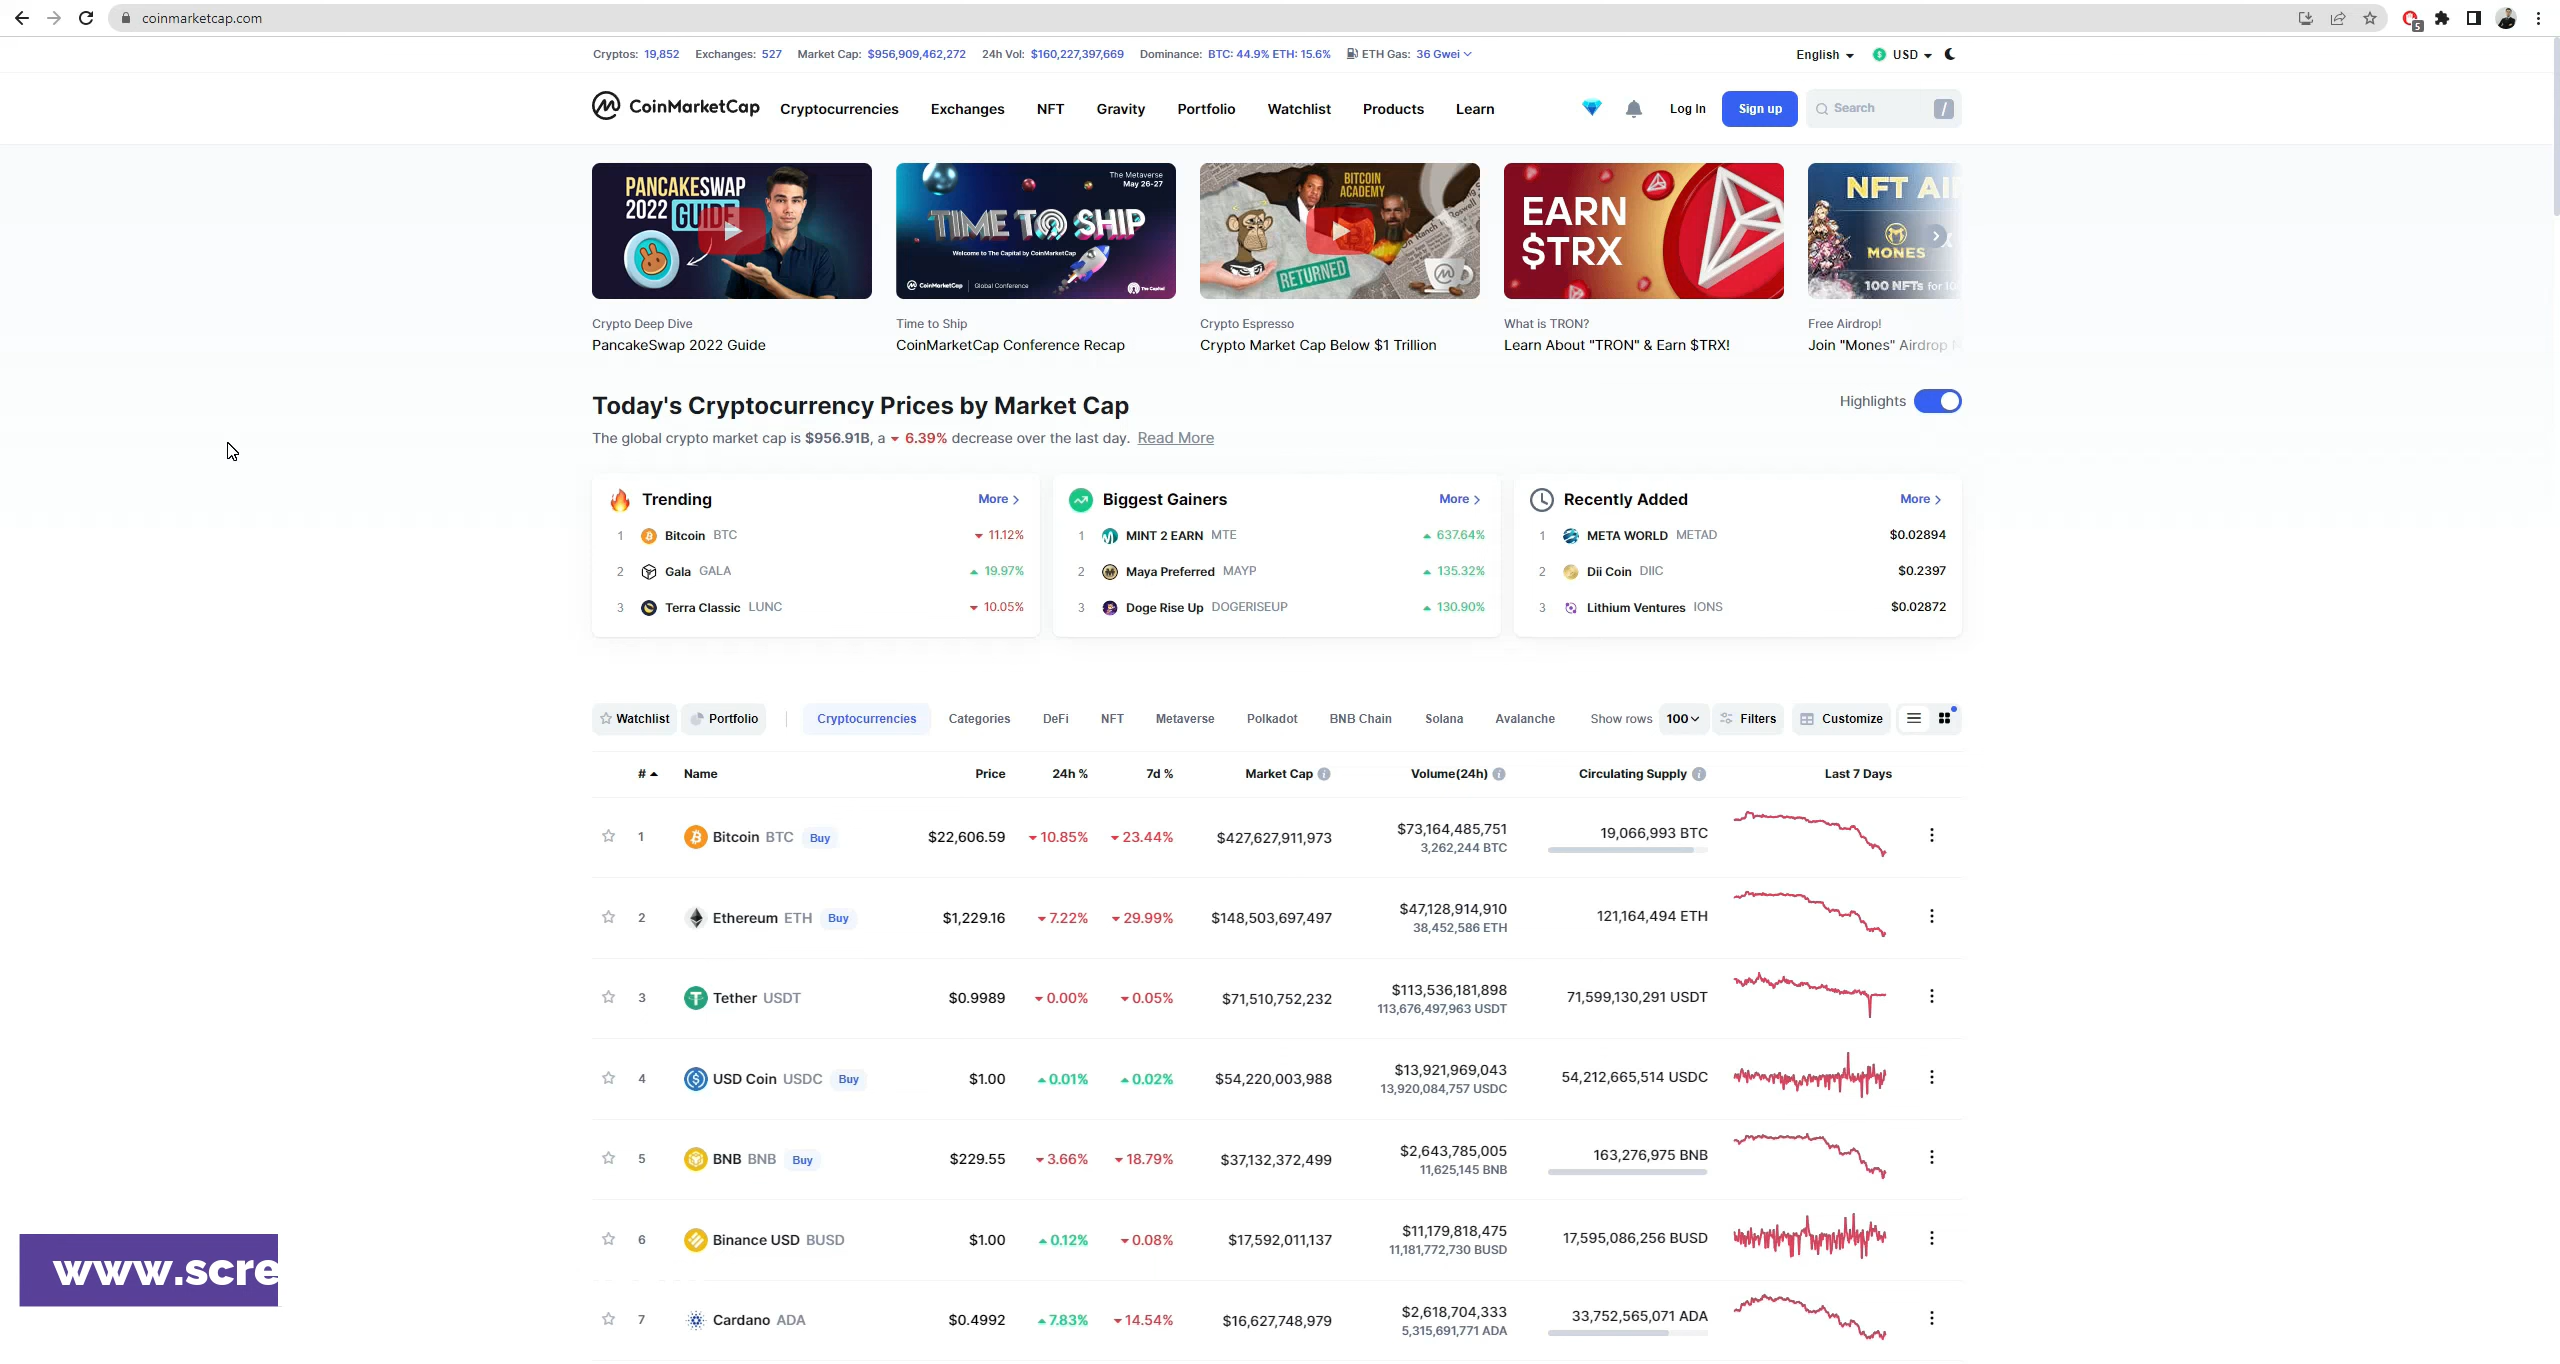 coinmarketcap.com
5
Cryptos: 19,852 Exchanges: 527 Market Cap: $956,909,462,272 24h Vol: $160,227,397,669 Dominance: BTC: 44.9% ETH: 15.6% ETH Gas: 36 Gwei English USD
CoinMarketCap Cryptocurrencies Exchanges NFT Gravity Portfolio Watchlist Products Learn Log In Sign up Search /
PANCAKESWAP
2022 GUIDE
The Metaverse
May 26-27
TIME TO SHIP
Welcome to The Capital by CoinMarketCap
CoinMarketCap Global Conference The Capital
BITCOIN
ACADEMY
RETURNED
EARN
$TRX
NFT AI
MONES
100 NFTs for
Crypto Deep Dive
PancakeSwap 2022 Guide
Time to Ship
CoinMarketCap Conference Recap
Crypto Espresso
Crypto Market Cap Below $1 Trillion
What is TRON?
Learn About "TRON" & Earn $TRX!
Free Airdrop!
Join "Mones" Airdrop
Today's Cryptocurrency Prices by Market Cap
Highlights
The global crypto market cap is $956.91B, a 6.39% decrease over the last day. Read More
Trending More
1 Bitcoin BTC 11.12%
2 Gala GALA 19.97%
3 Terra Classic LUNC 10.05%
Biggest Gainers More
1 MINT 2 EARN MTE 637.64%
2 Maya Preferred MAYP 135.32%
3 Doge Rise Up DOGERISEUP 130.90%
Recently Added More
1 META WORLD METAD $0.02894
2 Dii Coin DIIC $0.2397
3 Lithium Ventures IONS $0.02872
Watchlist Portfolio Cryptocurrencies Categories DeFi NFT Metaverse Polkadot BNB Chain Solana Avalanche Show rows 100 Filters Customize
# Name Price 24h % 7d % Market Cap Volume(24h) Circulating Supply Last 7 Days
1 Bitcoin BTC Buy $22,606.59 10.85% 23.44% $427,627,911,973 $73,164,485,751 19,066,993 BTC
3,262,244 BTC
2 Ethereum ETH Buy $1,229.16 7.22% 29.99% $148,503,697,497 $47,128,914,910 121,164,494 ETH
38,452,586 ETH
3 Tether USDT $0.9989 0.00% 0.05% $71,510,752,232 $113,536,181,898 71,599,130,291 USDT
113,676,497,963 USDT
4 USD Coin USDC Buy $1.00 0.01% 0.02% $54,220,003,988 $13,921,969,043 54,212,665,514 USDC
13,920,084,757 USDC
5 BNB BNB Buy $229.55 3.66% 18.79% $37,132,372,499 $2,643,785,005 163,276,975 BNB
11,625,145 BNB
6 Binance USD BUSD $1.00 0.12% 0.08% $17,592,011,137 $11,179,818,475 17,595,086,256 BUSD
11,181,772,730 BUSD
7 Cardano ADA $0.4992 7.83% 14.54% $16,627,748,979 $2,618,704,333 33,752,565,071 ADA
5,315,691,771 ADA
www.scre